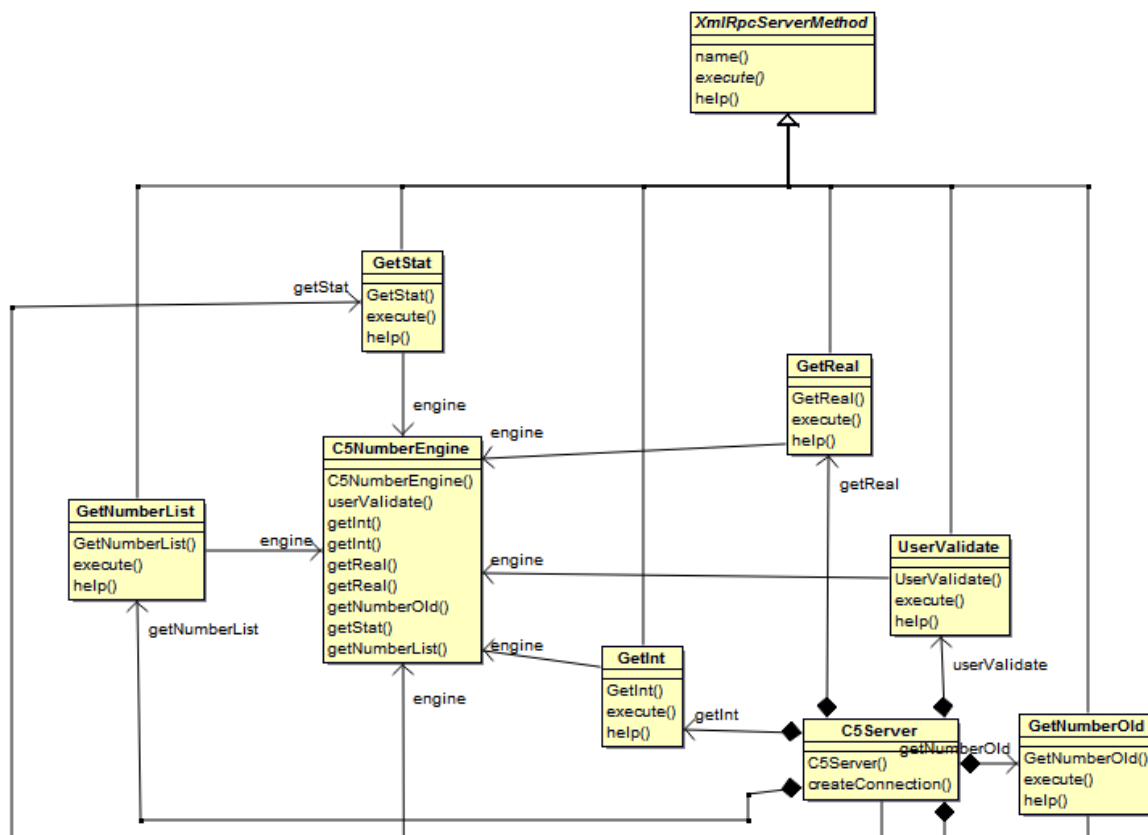 XmlRpcServerMethod
name()
execute()
help()
GetStat
getStat
GetStat()
execute()
help()
engine
GetReal
GetReal()
execute()
help()
engine
getReal
C5NumberEngine
C5NumberEngine()
userValidate()
getInt()
getInt()
getReal()
getReal()
getNumberOld()
getStat()
getNumberList()
GetNumberList
GetNumberList()
execute()
help()
engine
getNumberList
UserValidate
UserValidate()
execute()
help()
engine
userValidate
engine
GetInt
GetInt()
execute()
help()
engine
getInt
C5Server
C5Server()
createConnection()
getNumberOld
GetNumberOld
GetNumberOld()
execute()
help()